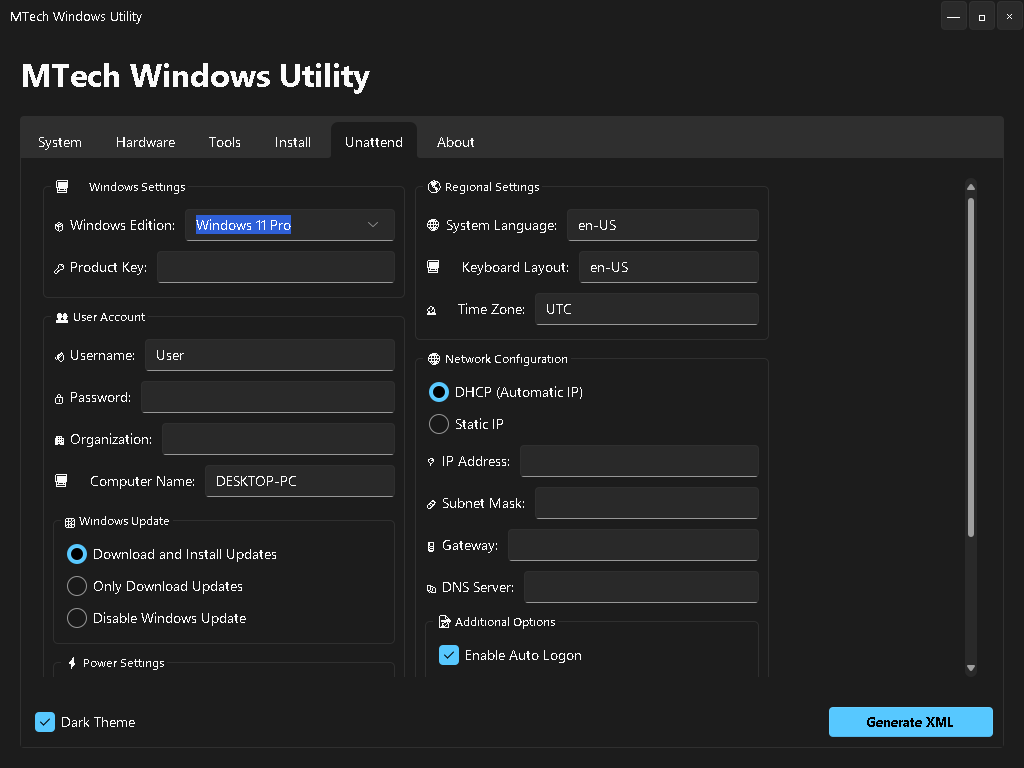 MTech Windows Utility
MTech Windows Utility
System Hardware Tools Install Unattend About
Windows Settings
Windows Edition: Windows 11 Pro
Product Key:
User Account
Username: User
Password:
Organization:
Computer Name: DESKTOP-PC
Windows Update
Download and Install Updates
Only Download Updates
Disable Windows Update
Power Settings
Regional Settings
System Language: en-US
Keyboard Layout: en-US
Time Zone: UTC
Network Configuration
DHCP (Automatic IP)
Static IP
IP Address:
Subnet Mask:
Gateway:
DNS Server:
Additional Options
Enable Auto Logon
Dark Theme
Generate XML